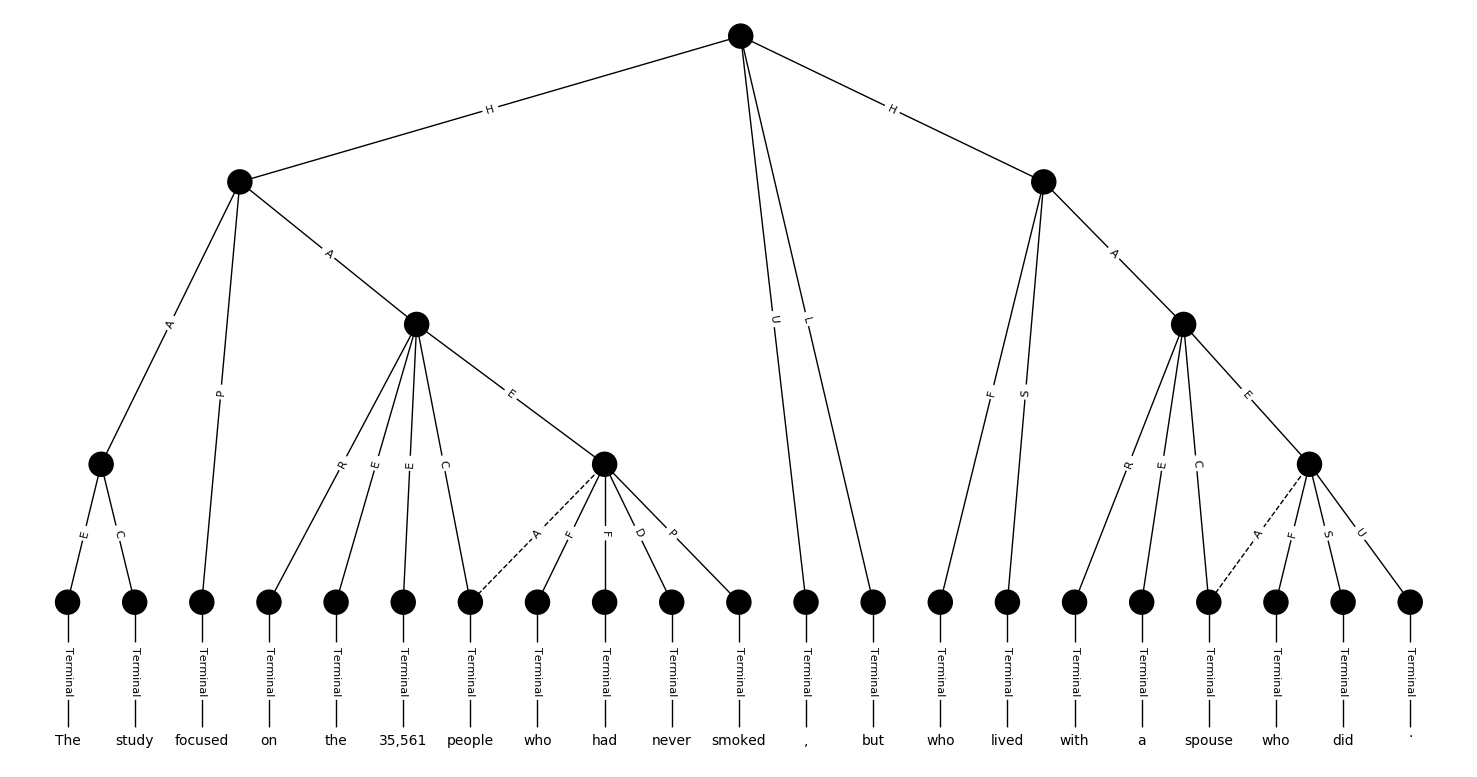 H H
A P A U L F S A
E C R E E C E R E C E
A F F D P A F S U
Terminal Terminal Terminal Terminal Terminal Terminal Terminal Terminal Terminal Terminal Terminal Terminal Terminal Terminal Terminal Terminal Terminal Terminal Terminal Terminal Terminal
The study focused on the 35,561 people who had never smoked , but who lived with a spouse who did .